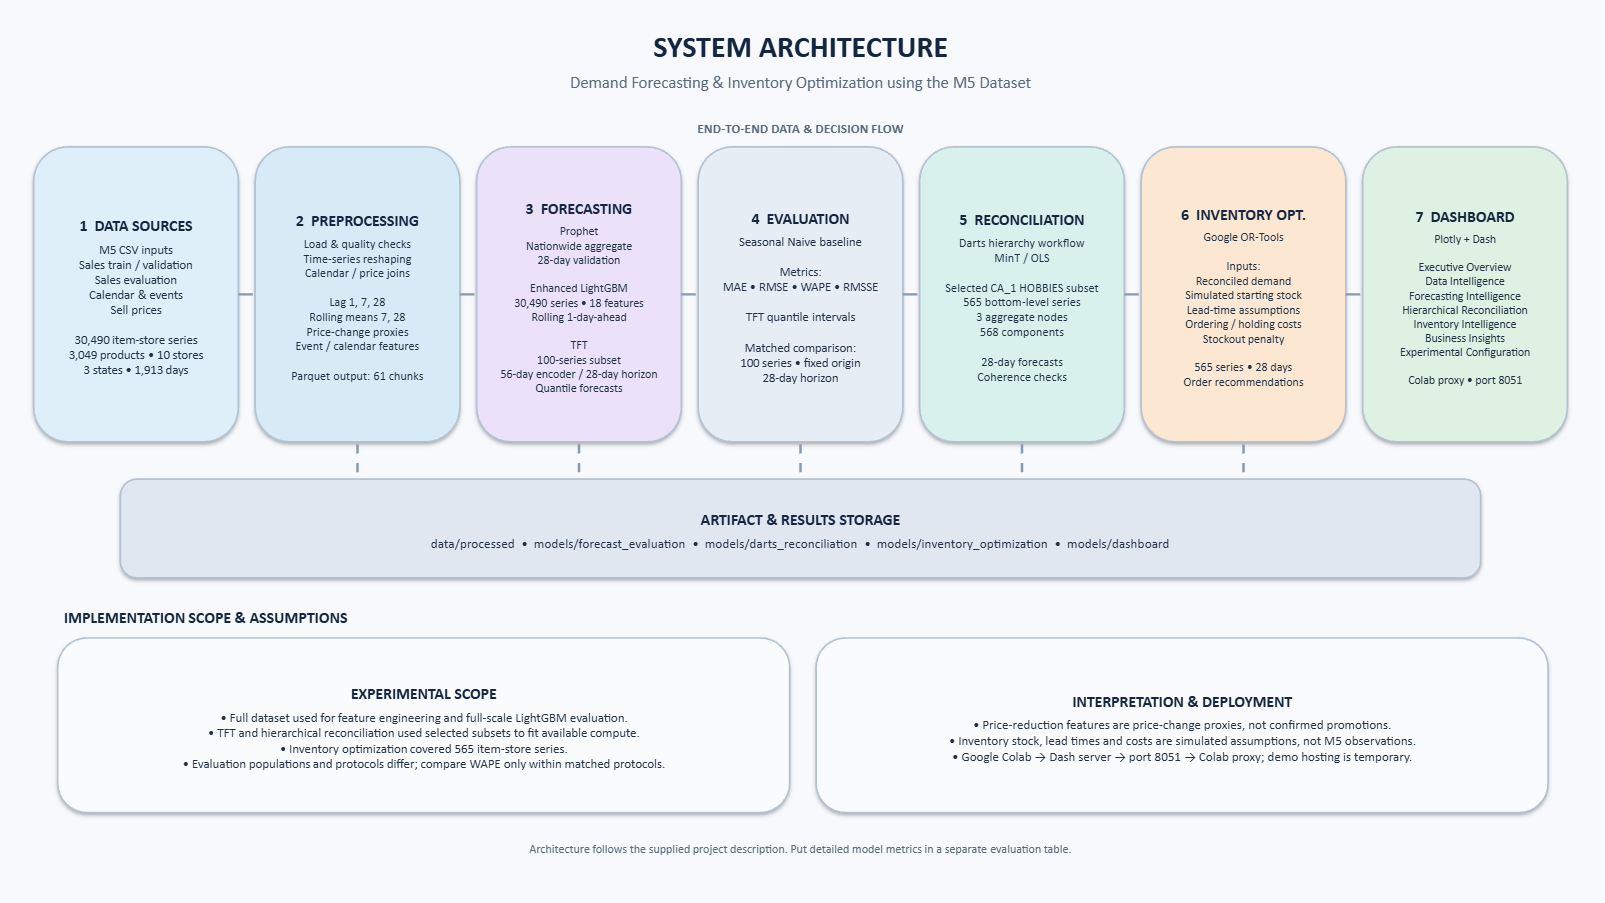 SYSTEM ARCHITECTURE
Demand Forecasting & Inventory Optimization using the M5 Dataset
END-TO-END DATA & DECISION FLOW
1 DATA SOURCES
M5 CSV inputs
Sales train / validation
Sales evaluation
Calendar & events
Sell prices
30,490 item-store series
3,049 products • 10 stores
3 states • 1,913 days
2 PREPROCESSING
Load & quality checks
Time-series reshaping
Calendar / price joins
Lag 1, 7, 28
Rolling means 7, 28
Price-change proxies
Event / calendar features
Parquet output: 61 chunks
3 FORECASTING
Prophet
Nationwide aggregate
28-day validation
Enhanced LightGBM
30,490 series • 18 features
Rolling 1-day-ahead
TFT
100-series subset
56-day encoder / 28-day horizon
Quantile forecasts
4 EVALUATION
Seasonal Naive baseline
Metrics:
MAE • RMSE • WAPE • RMSSE
TFT quantile intervals
Matched comparison:
100 series • fixed origin
28-day horizon
5 RECONCILIATION
Darts hierarchy workflow
MinT / OLS
Selected CA_1 HOBBIES subset
565 bottom-level series
3 aggregate nodes
568 components
28-day forecasts
Coherence checks
6 INVENTORY OPT.
Google OR-Tools
Inputs:
Reconciled demand
Simulated starting stock
Lead-time assumptions
Ordering / holding costs
Stockout penalty
565 series • 28 days
Order recommendations
7 DASHBOARD
Plotly + Dash
Executive Overview
Data Intelligence
Forecasting Intelligence
Hierarchical Reconciliation
Inventory Intelligence
Business Insights
Experimental Configuration
Colab proxy • port 8051
ARTIFACT & RESULTS STORAGE
data/processed • models/forecast_evaluation • models/darts_reconciliation • models/inventory_optimization • models/dashboard
IMPLEMENTATION SCOPE & ASSUMPTIONS
EXPERIMENTAL SCOPE
• Full dataset used for feature engineering and full-scale LightGBM evaluation.
• TFT and hierarchical reconciliation used selected subsets to fit available compute.
• Inventory optimization covered 565 item-store series.
• Evaluation populations and protocols differ; compare WAPE only within matched protocols.
INTERPRETATION & DEPLOYMENT
• Price-reduction features are price-change proxies, not confirmed promotions.
• Inventory stock, lead times and costs are simulated assumptions, not M5 observations.
• Google Colab → Dash server → port 8051 → Colab proxy; demo hosting is temporary.
Architecture follows the supplied project description. Put detailed model metrics in a separate evaluation table.